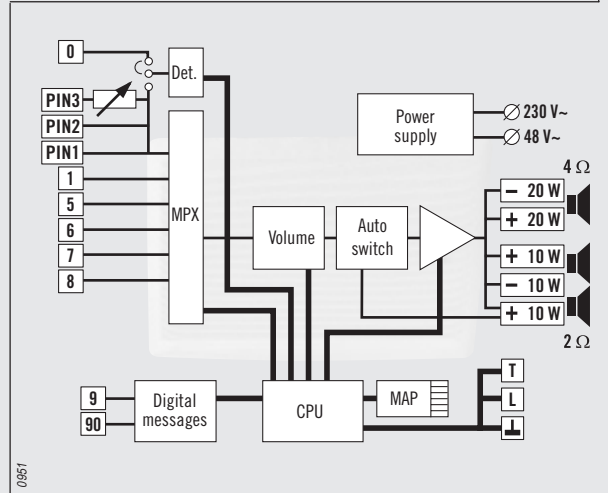 0
Det.
PIN3
PIN2
PIN1
1
5
6
7
8
MPX
Power
supply
230 V~
48 V~
4 Ω
Volume
Auto
switch
– 20 W
+ 20 W
+ 10 W
– 10 W
+ 10 W
2 Ω
9
90
Digital
messages
CPU
MAP
T
L
0951